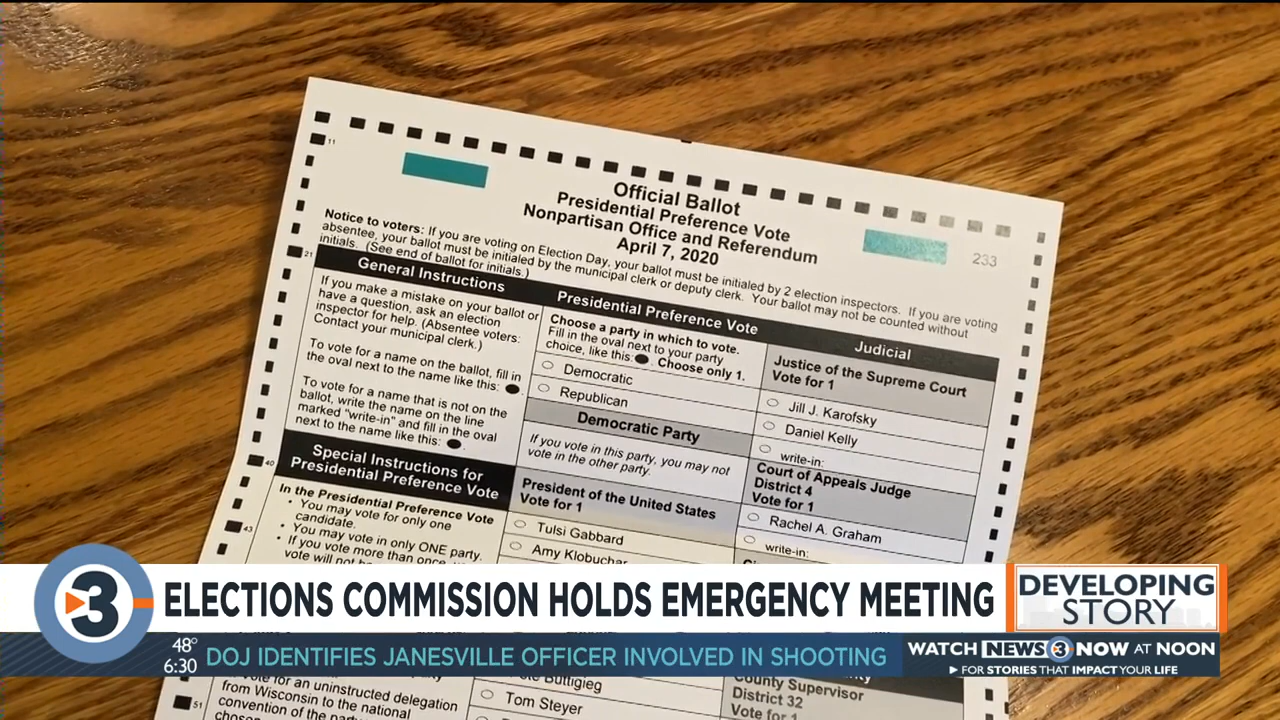 11
Official Ballot
Presidential Preference Vote
Nonpartisan Office and Referendum
April 7, 2020
233
Notice to voters: If you are voting on Election Day, your ballot must be initialed by 2 election inspectors. If you are voting
absentee, your ballot must be initialed by the municipal clerk or deputy clerk. Your ballot may not be counted without
initials. (See end of ballot for initials.)
21
General Instructions
If you make a mistake on your ballot or
have a question, ask an election
inspector for help. (Absentee voters:
Contact your municipal clerk.)
To vote for a name on the ballot, fill in
the oval next to the name like this:
To vote for a name that is not on the
ballot, write the name on the line
marked "write-in" and fill in the oval
next to the name like this:
40
Special Instructions for
Presidential Preference Vote
In the Presidential Preference Vote
• You may vote for only one
candidate.
• You may vote in only ONE party.
• If you vote more than once,
43
vote will not be
Presidential Preference Vote
Choose a party in which to vote.
Fill in the oval next to your party
choice, like this: . Choose only 1.
Democratic
Republican
Democratic Party
If you vote in this party, you may not
vote in the other party.
President of the United States
Vote for 1
Tulsi Gabbard
Amy Klobuchar
Judicial
Justice of the Supreme Court
Vote for 1
Jill J. Karofsky
Daniel Kelly
write-in:
Court of Appeals Judge
District 4
Vote for 1
Rachel A. Graham
write-in:
3
ELECTIONS COMMISSION HOLDS EMERGENCY MEETING
DEVELOPING
STORY
48°
6:30
DOJ IDENTIFIES JANESVILLE OFFICER INVOLVED IN SHOOTING
WATCH NEWS 3 NOW AT NOON
FOR STORIES THAT IMPACT YOUR LIFE
vote for an uninstructed delegation
from Wisconsin to the national
convention of the
51
Pete Buttigieg
Tom Steyer
County Supervisor
District 32
Vote for 1